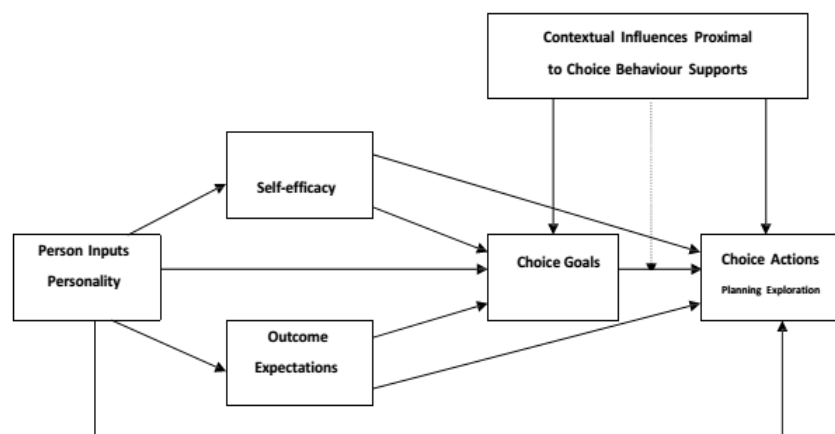 Contextual Influences Proximal
to Choice Behaviour Supports
Self-efficacy
Person Inputs
Personality
Choice Goals
Choice Actions
Planning Exploration
Outcome
Expectations